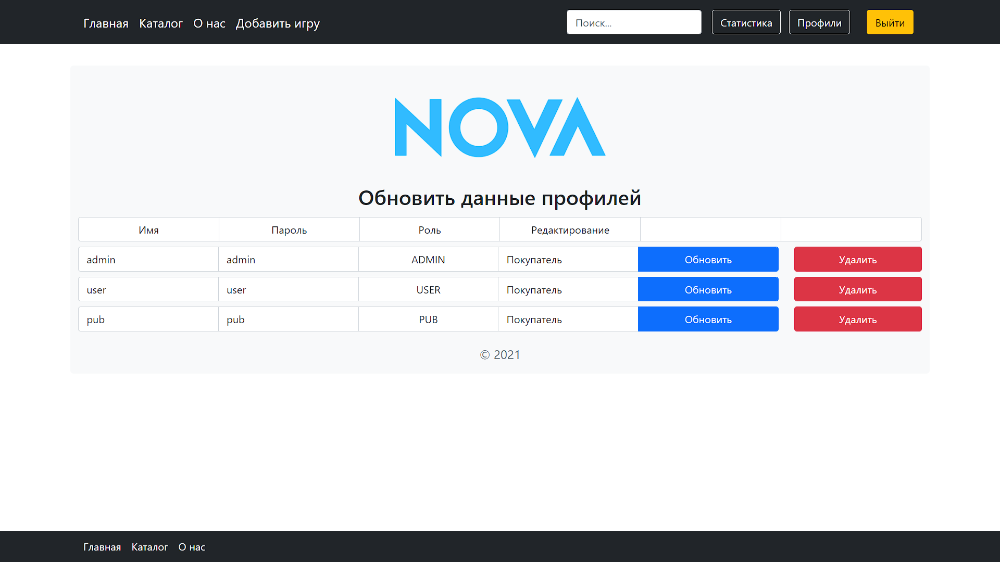 Главная Каталог О нас Добавить игру Поиск... Статистика Профили Выйти
NOVA
Обновить данные профилей
Имя Пароль Роль Редактирование
admin admin ADMIN Покупатель Обновить Удалить
user user USER Покупатель Обновить Удалить
pub pub PUB Покупатель Обновить Удалить
© 2021
Главная Каталог О нас